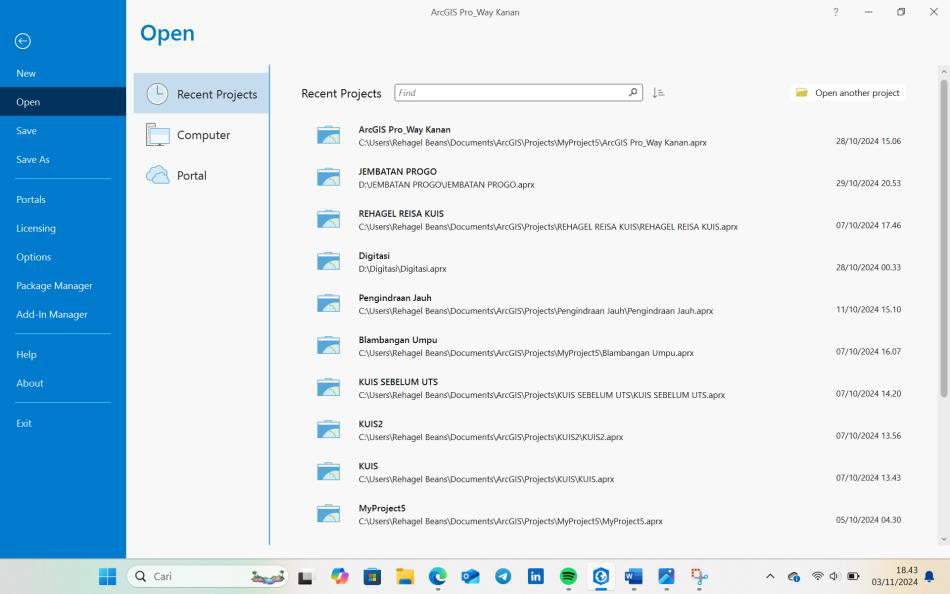 ArcGIS Pro_Way Kanan
?
Open
New
Open
Save
Save As
Portals
Licensing
Options
Package Manager
Add-In Manager
Help
About
Exit
Recent Projects
Computer
Portal
Recent Projects
Find
Open another project
ArcGIS Pro_Way Kanan
C:\Users\Rehagel Beans\Documents\ArcGIS\Projects\MyProject5\ArcGIS Pro_Way Kanan.aprx
28/10/2024 15.06
JEMBATAN PROGO
D:\JEMBATAN PROGO\JEMBATAN PROGO.aprx
29/10/2024 20.53
REHAGEL REISA KUIS
C:\Users\Rehagel Beans\Documents\ArcGIS\Projects\REHAGEL REISA KUIS\REHAGEL REISA KUIS.aprx
07/10/2024 17.46
Digitasi
D:\Digitasi\Digitasi.aprx
28/10/2024 00.33
Pengindraan Jauh
C:\Users\Rehagel Beans\Documents\ArcGIS\Projects\Pengindraan Jauh\Pengindraan Jauh.aprx
11/10/2024 15.10
Blambangan Umpu
C:\Users\Rehagel Beans\Documents\ArcGIS\Projects\MyProject5\Blambangan Umpu.aprx
07/10/2024 16.07
KUIS SEBELUM UTS
C:\Users\Rehagel Beans\Documents\ArcGIS\Projects\KUIS SEBELUM UTS\KUIS SEBELUM UTS.aprx
07/10/2024 14.20
KUIS2
C:\Users\Rehagel Beans\Documents\ArcGIS\Projects\KUIS2\KUIS2.aprx
07/10/2024 13.56
KUIS
C:\Users\Rehagel Beans\Documents\ArcGIS\Projects\KUIS\KUIS.aprx
07/10/2024 13.43
MyProject5
C:\Users\Rehagel Beans\Documents\ArcGIS\Projects\MyProject5\MyProject5.aprx
05/10/2024 04.30
Cari
18.43
03/11/2024